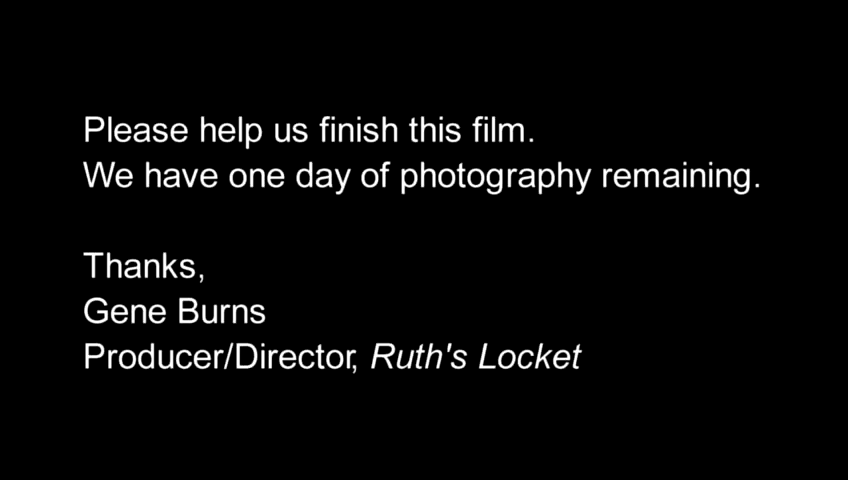 Please help us finish this film.
We have one day of photography remaining.
Thanks,
Gene Burns
Producer/Director, Ruth's Locket